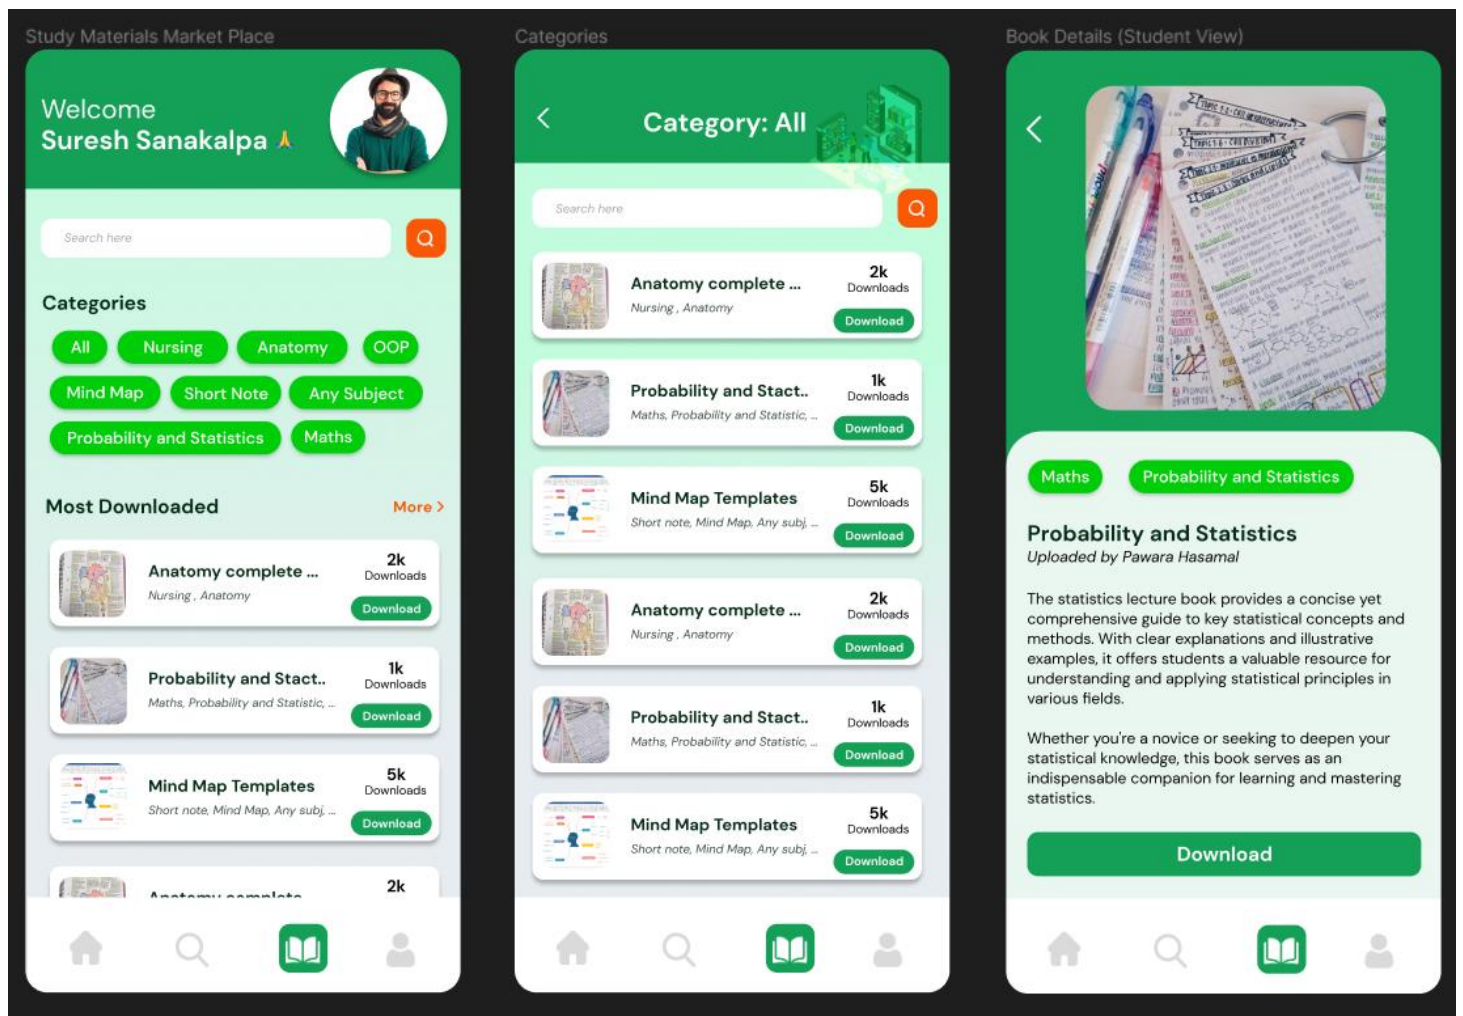 Study Materials Market Place
Welcome
Suresh Sanakalpa 🙏
Search here
Categories
All
Nursing
Anatomy
OOP
Mind Map
Short Note
Any Subject
Probability and Statistics
Maths
Most Downloaded
More >
Anatomy complete ...
Nursing , Anatomy
2k
Downloads
Download
Probability and Stact..
Maths, Probability and Statistic, ...
1k
Downloads
Download
Mind Map Templates
Short note, Mind Map, Any subj, ...
5k
Downloads
Download
Anatomy complete
2k
Categories
Category: All
Search here
Anatomy complete ...
Nursing , Anatomy
2k
Downloads
Download
Probability and Stact..
Maths, Probability and Statistic, ...
1k
Downloads
Download
Mind Map Templates
Short note, Mind Map, Any subj, ...
5k
Downloads
Download
Anatomy complete ...
Nursing , Anatomy
2k
Downloads
Download
Probability and Stact..
Maths, Probability and Statistic, ...
1k
Downloads
Download
Mind Map Templates
Short note, Mind Map, Any subj, ...
5k
Downloads
Download
Book Details (Student View)
Maths
Probability and Statistics
Probability and Statistics
Uploaded by Pawara Hasamal
The statistics lecture book provides a concise yet
comprehensive guide to key statistical concepts and
methods. With clear explanations and illustrative
examples, it offers students a valuable resource for
understanding and applying statistical principles in
various fields.
Whether you're a novice or seeking to deepen your
statistical knowledge, this book serves as an
indispensable companion for learning and mastering
statistics.
Download